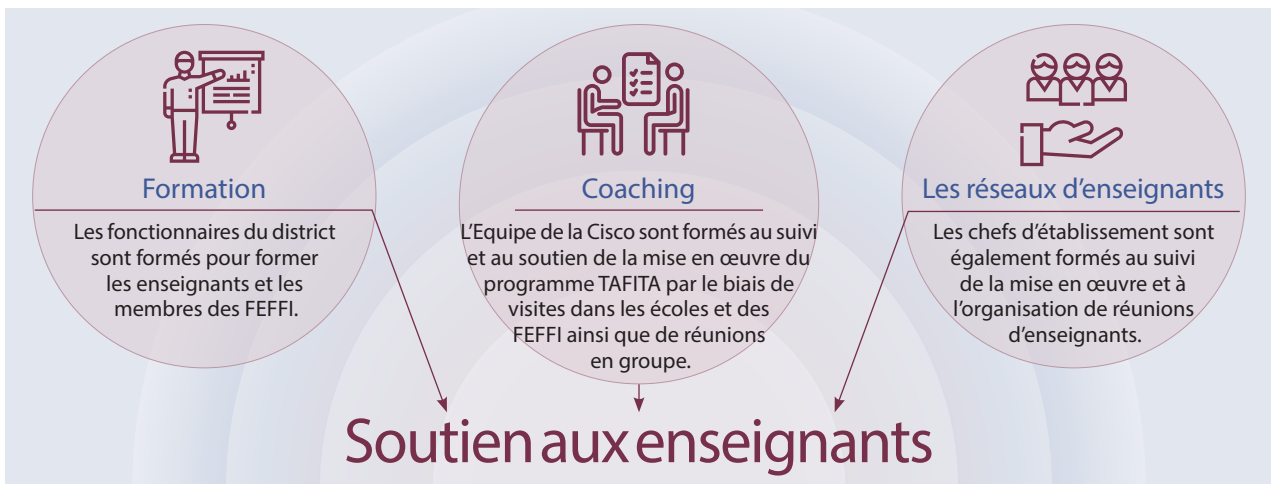 Formation
Les fonctionnaires du district
sont formés pour former
les enseignants et les
membres des FEFFI.
Coaching
L'Equipe de la Cisco sont formés au suivi
et au soutien de la mise en œuvre du
programme TAFITA par le biais de
visites dans les écoles et des
FEFFI ainsi que de réunions
en groupe.
Les réseaux d'enseignants
Les chefs d'établissement sont
également formés au suivi
de la mise en œuvre et à
l'organisation de réunions
d'enseignants.
Soutien aux enseignants